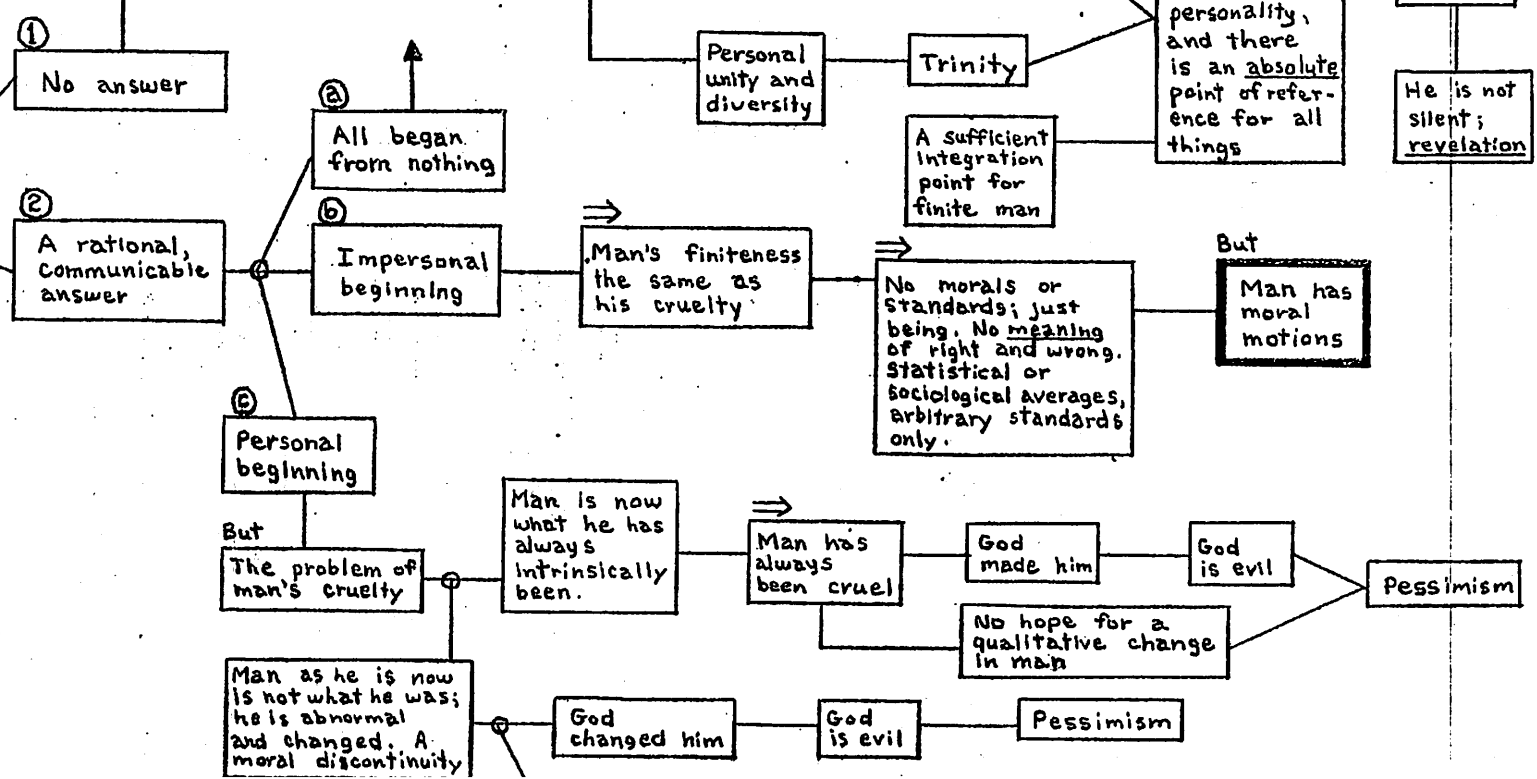 ①
No answer
ⓐ
All began
from nothing
Personal
unity and
diversity
Trinity
personality,
and there
is an absolute
point of refer-
ence for all
things
He is not
silent;
revelation
A sufficient
integration
point for
finite man
②
A rational,
communicable
answer
ⓑ
Impersonal
beginning
⇒
Man's finiteness
the same as
his cruelty
⇒
No morals or
standards; just
being. No meaning
of right and wrong.
Statistical or
sociological averages,
arbitrary standards
only.
But
Man has
moral
motions
ⓒ
Personal
beginning
But
The problem of
man's cruelty
Man is now
what he has
always
intrinsically
been.
⇒
Man has
always
been cruel
God
made him
God
is evil
Pessimism
No hope for a
qualitative change
in man
Man as he is now
is not what he was;
he is abnormal
and changed. A
moral discontinuity
God
changed him
God
is evil
Pessimism